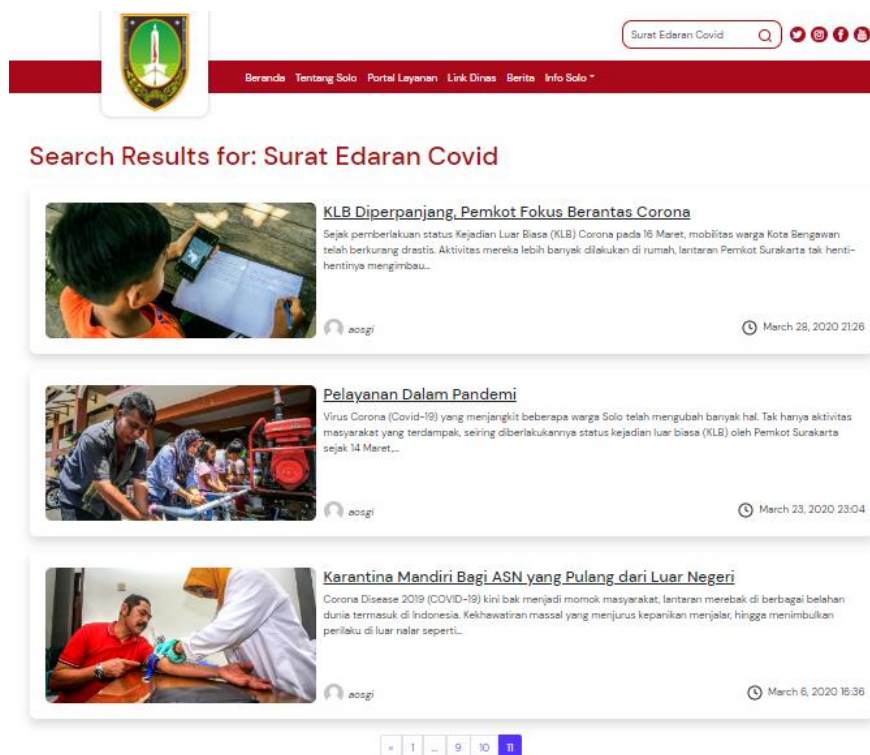 Surat Edaran Covid
Beranda Tentang Solo Portal Layanan Link Dinas Berita Info Solo
Search Results for: Surat Edaran Covid
KLB Diperpanjang, Pemkot Fokus Berantas Corona
Sejak pemberlakuan status Kejadian Luar Biasa (KLB) Corona pada 16 Maret, mobilitas warga Kota Bengawan
telah berkurang drastis. Aktivitas mereka lebih banyak dilakukan di rumah, lantaran Pemkot Surakarta tak henti-
hentinya mengimbau...
aosgi March 28, 2020 21:26
Pelayanan Dalam Pandemi
Virus Corona (Covid-19) yang menjangkit beberapa warga Solo telah mengubah banyak hal. Tak hanya aktivitas
masyarakat yang terdampak, seiring diberlakukannya status kejadian luar biasa (KLB) oleh Pemkot Surakarta
sejak 14 Maret,...
aosgi March 23, 2020 23:04
Karantina Mandiri Bagi ASN yang Pulang dari Luar Negeri
Corona Disease 2019 (COVID-19) kini bak menjadi momok masyarakat, lantaran merebak di berbagai belahan
dunia termasuk di Indonesia. Kekhawatiran massal yang menjurus kepanikan menjalar, hingga menimbulkan
perilaku di luar nalar seperti...
aosgi March 6, 2020 16:36
« 1 ... 9 10 11